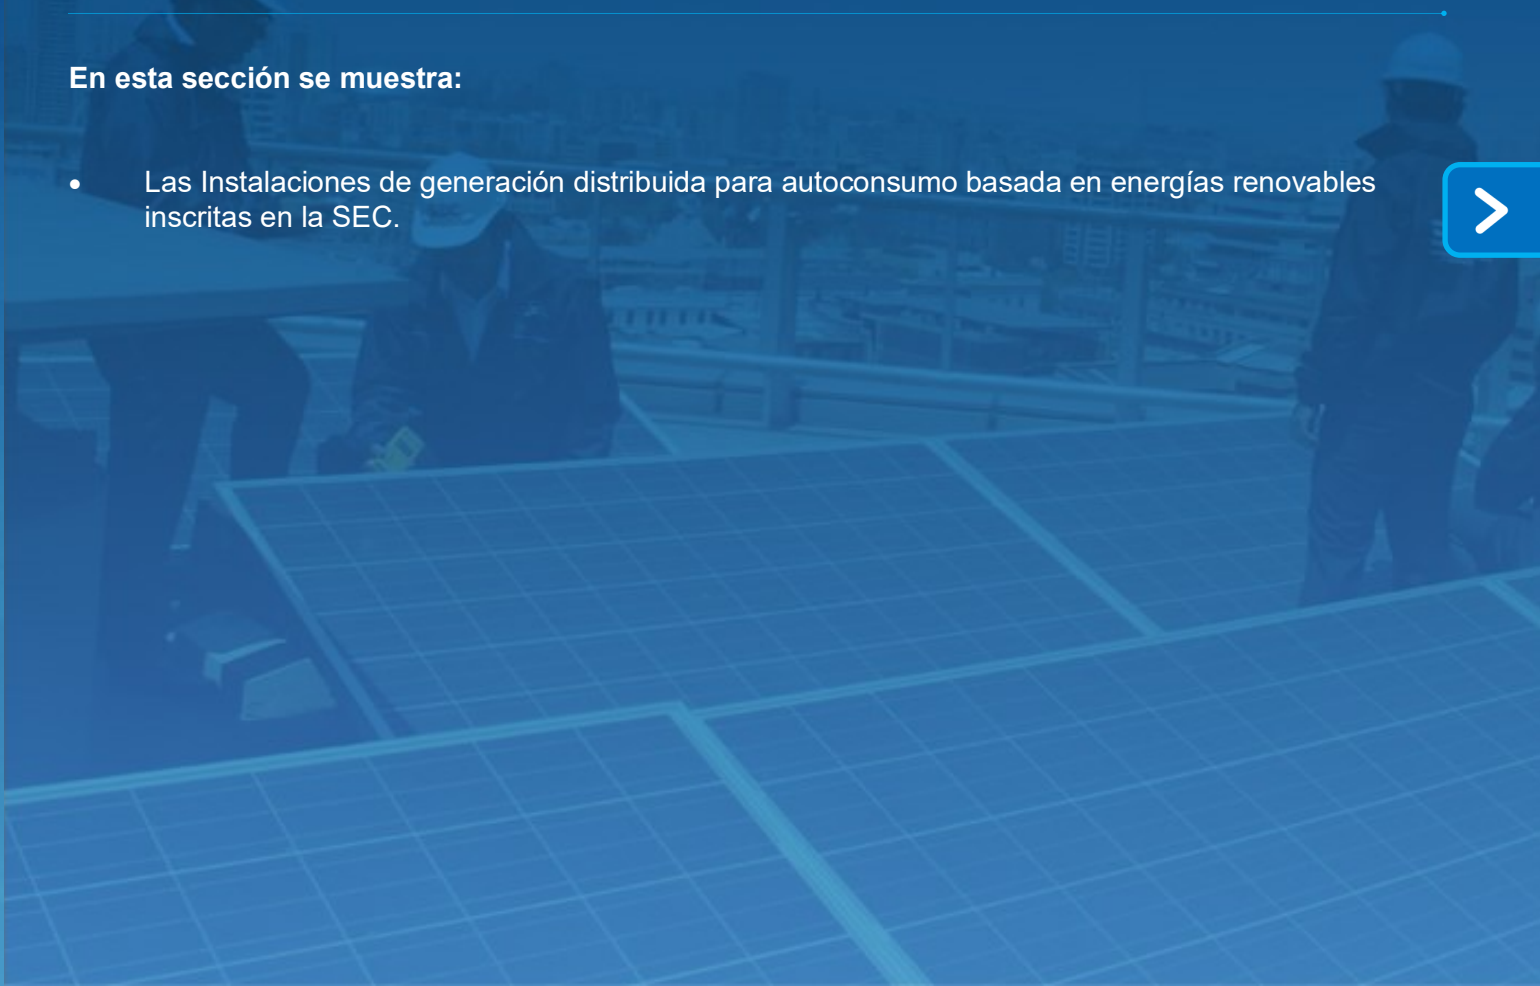 En esta sección se muestra:
• Las Instalaciones de generación distribuida para autoconsumo basada en energías renovables
inscritas en la SEC.